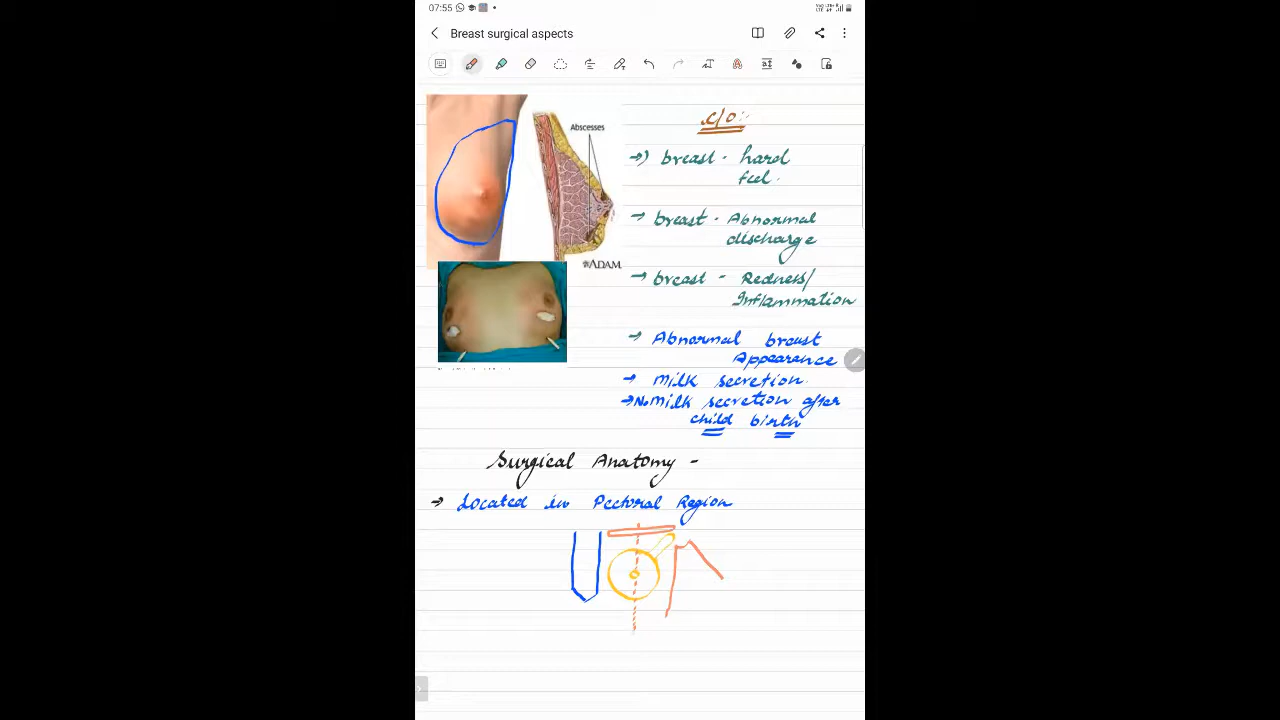 07:55
Breast surgical aspects
Abscesses
ADAM
C/O:
breast - hard
feel.
breast - Abnormal
discharge
breast - Redness/
Inflammation
Abnormal breast
Appearence
Milk secretion.
No Milk secretion after
child birth
Surgical Anatomy -
Located in Pectoral Region